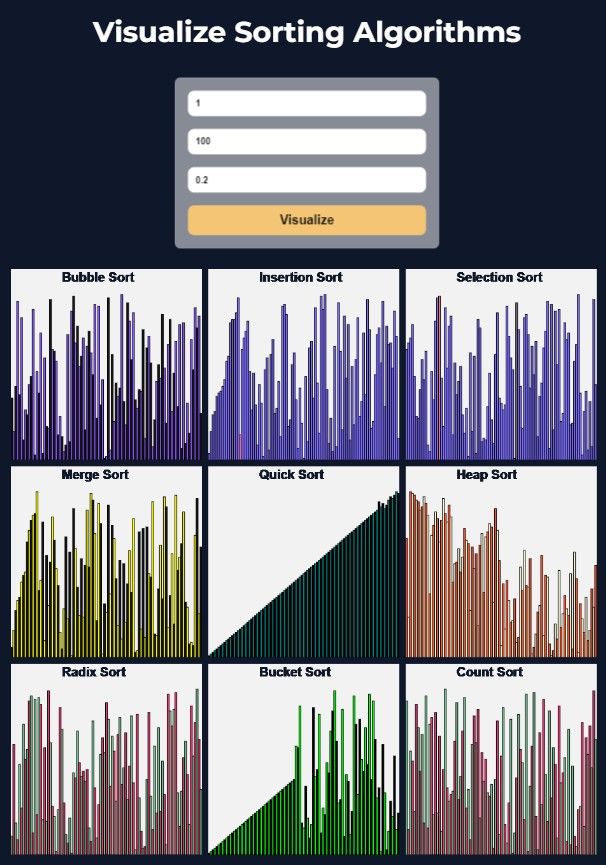 Visualize Sorting Algorithms
1
100
0.2
Visualize
Bubble Sort
Insertion Sort
Selection Sort
Merge Sort
Quick Sort
Heap Sort
Radix Sort
Bucket Sort
Count Sort